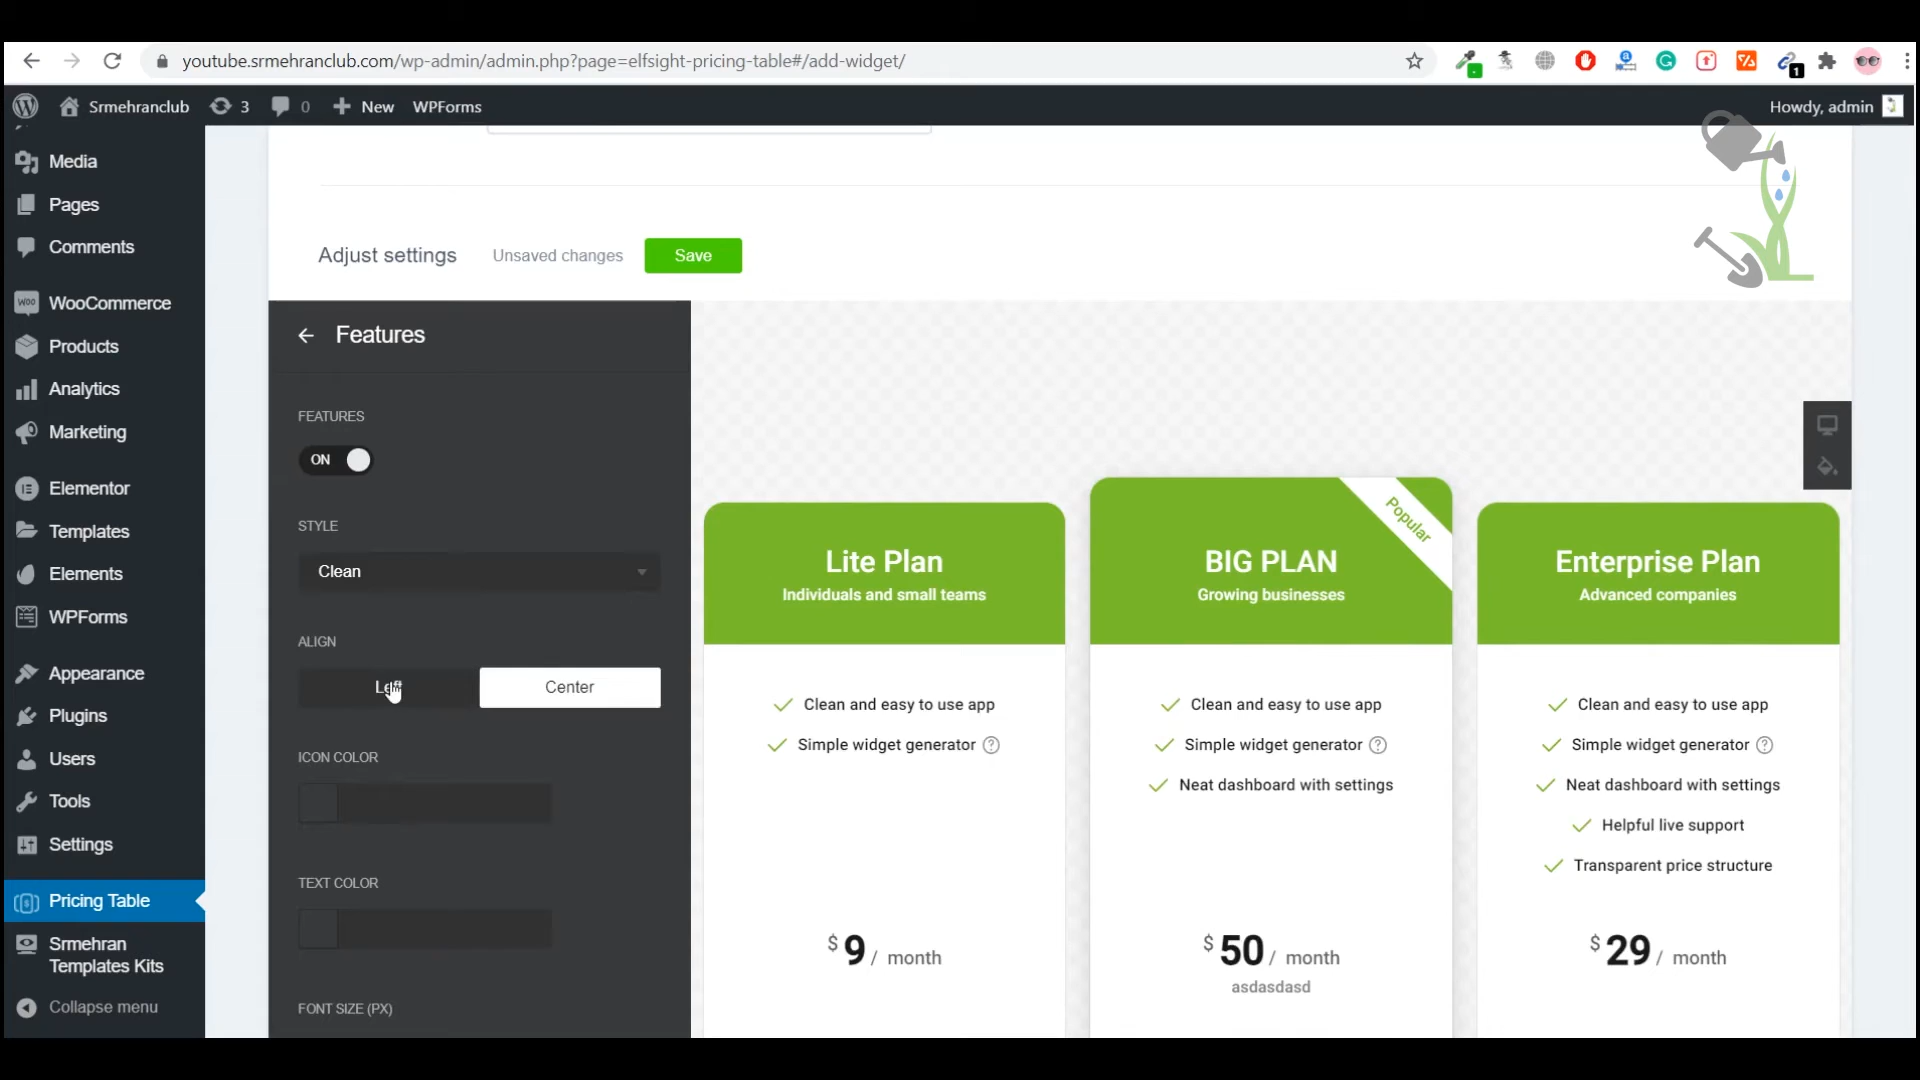 youtube.srmehranclub.com/wp-admin/admin.php?page=elfsight-pricing-table#/add-widget/
1
Srmehranclub
3
0
New
WPForms
Howdy, admin
Media
Pages
Comments
WooCommerce
Products
Analytics
Marketing
Elementor
Templates
Elements
WPForms
Appearance
Plugins
Users
Tools
Settings
Pricing Table
Srmehran
Templates Kits
Collapse menu
Adjust settings
Unsaved changes
Save
Features
FEATURES
ON
STYLE
Clean
ALIGN
Left
Center
ICON COLOR
TEXT COLOR
FONT SIZE (PX)
Lite Plan
Individuals and small teams
Clean and easy to use app
Simple widget generator ?
$ 9 / month
Popular
BIG PLAN
Growing businesses
Clean and easy to use app
Simple widget generator ?
Neat dashboard with settings
$ 50 / month
asdasdasd
Enterprise Plan
Advanced companies
Clean and easy to use app
Simple widget generator ?
Neat dashboard with settings
Helpful live support
Transparent price structure
$ 29 / month